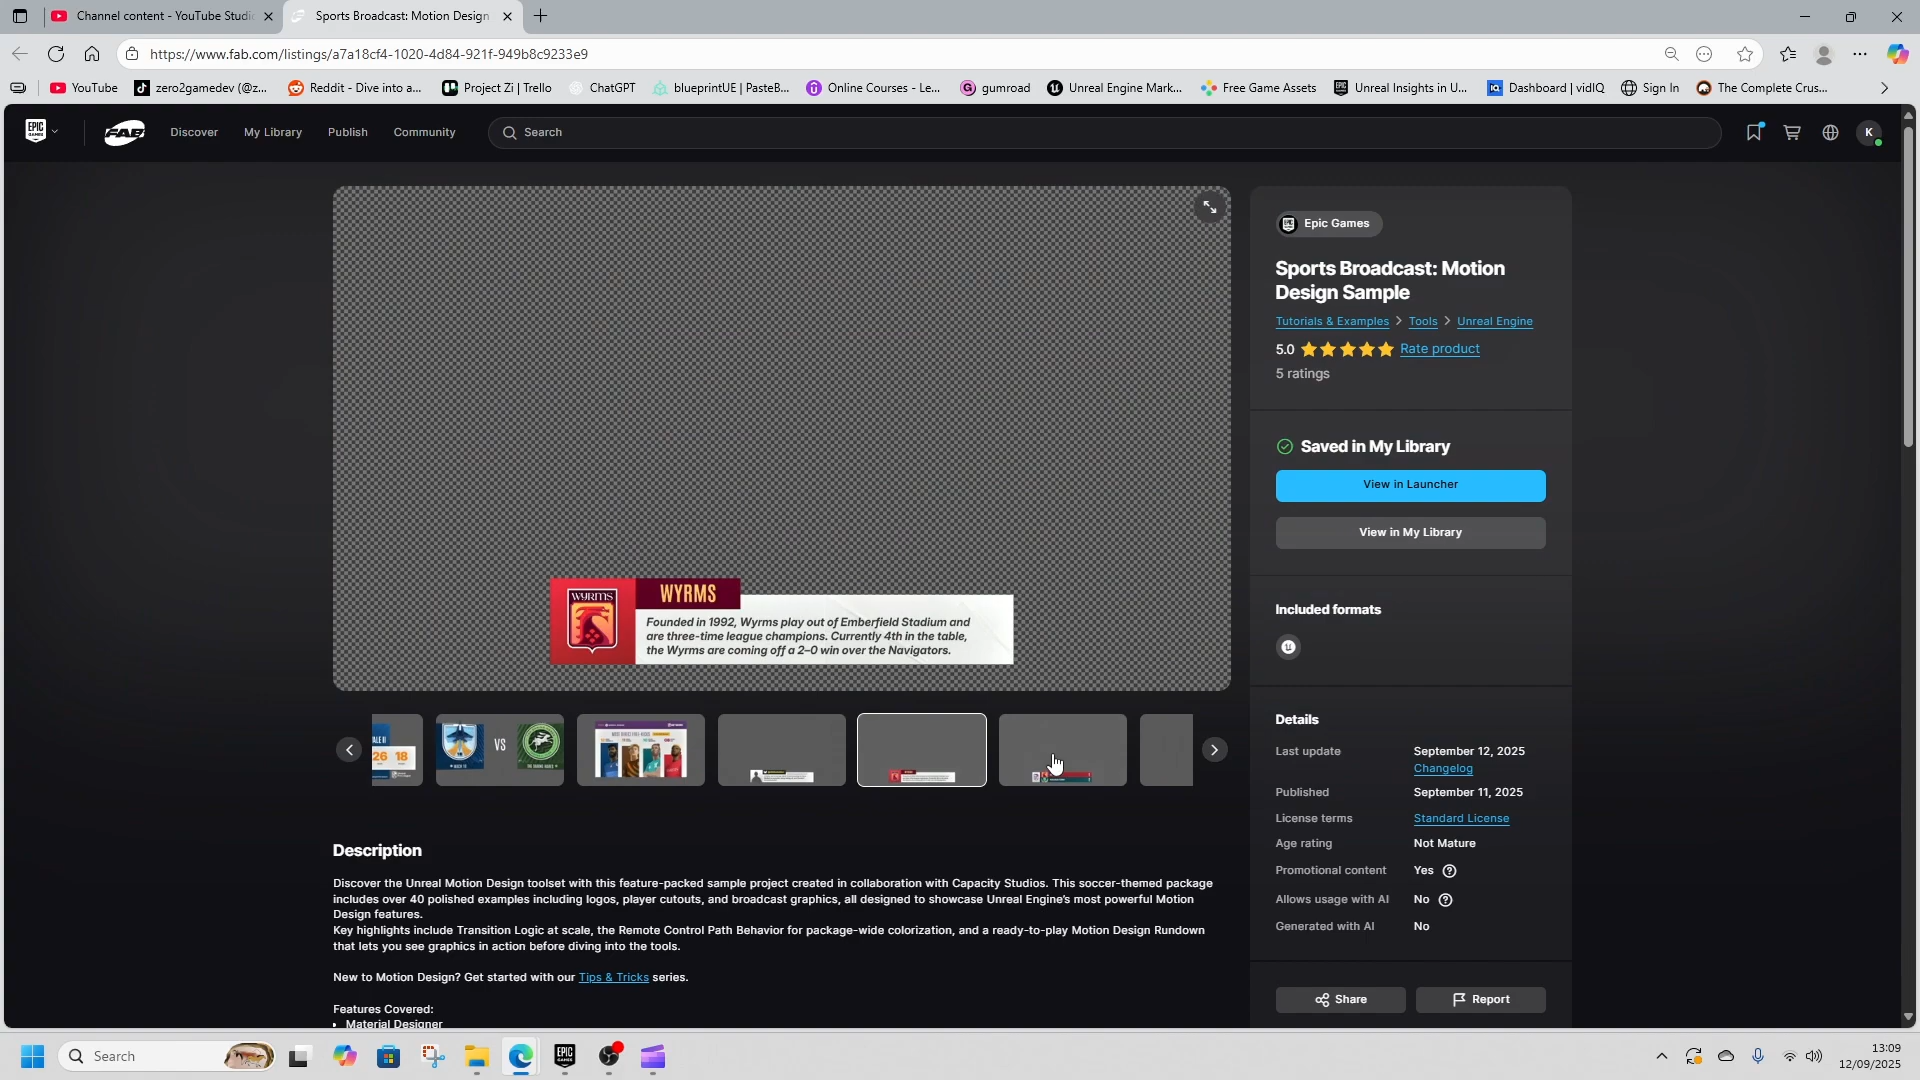 Channel content - YouTube Studio
Sports Broadcast: Motion Design
https://www.fab.com/listings/a7a18cf4-1020-4d84-921f-949b8c9233e9
YouTube
zero2gamedev (@z...
Reddit - Dive into a...
Project Zi | Trello
ChatGPT
blueprintUE | PasteB...
Online Courses - Le...
gumroad
Unreal Engine Mark...
Free Game Assets
Unreal Insights in U...
Dashboard | vidIQ
Sign In
The Complete Crus...
EPIC GAMES
FAB
Discover
My Library
Publish
Community
Search
K
WYRMS
WYRMS
Founded in 1992, Wyrms play out of Emberfield Stadium and
are three-time league champions. Currently 4th in the table,
the Wyrms are coming off a 2–0 win over the Navigators.
26 18
VS
Description
Discover the Unreal Motion Design toolset with this feature-packed sample project created in collaboration with Capacity Studios. This soccer-themed package
includes over 40 polished examples including logos, player cutouts, and broadcast graphics, all designed to showcase Unreal Engine's most powerful Motion
Design features.
Key highlights include Transition Logic at scale, the Remote Control Path Behavior for package-wide colorization, and a ready-to-play Motion Design Rundown
that lets you see graphics in action before diving into the tools.
New to Motion Design? Get started with our Tips & Tricks series.
Features Covered:
• Material Designer
Epic Games
Sports Broadcast: Motion
Design Sample
Tutorials & Examples > Tools > Unreal Engine
5.0 Rate product
5 ratings
Saved in My Library
View in Launcher
View in My Library
Included formats
Details
Last update September 12, 2025
Changelog
Published September 11, 2025
License terms Standard License
Age rating Not Mature
Promotional content Yes
Allows usage with AI No
Generated with AI No
Share
Report
Search
13:09
12/09/2025